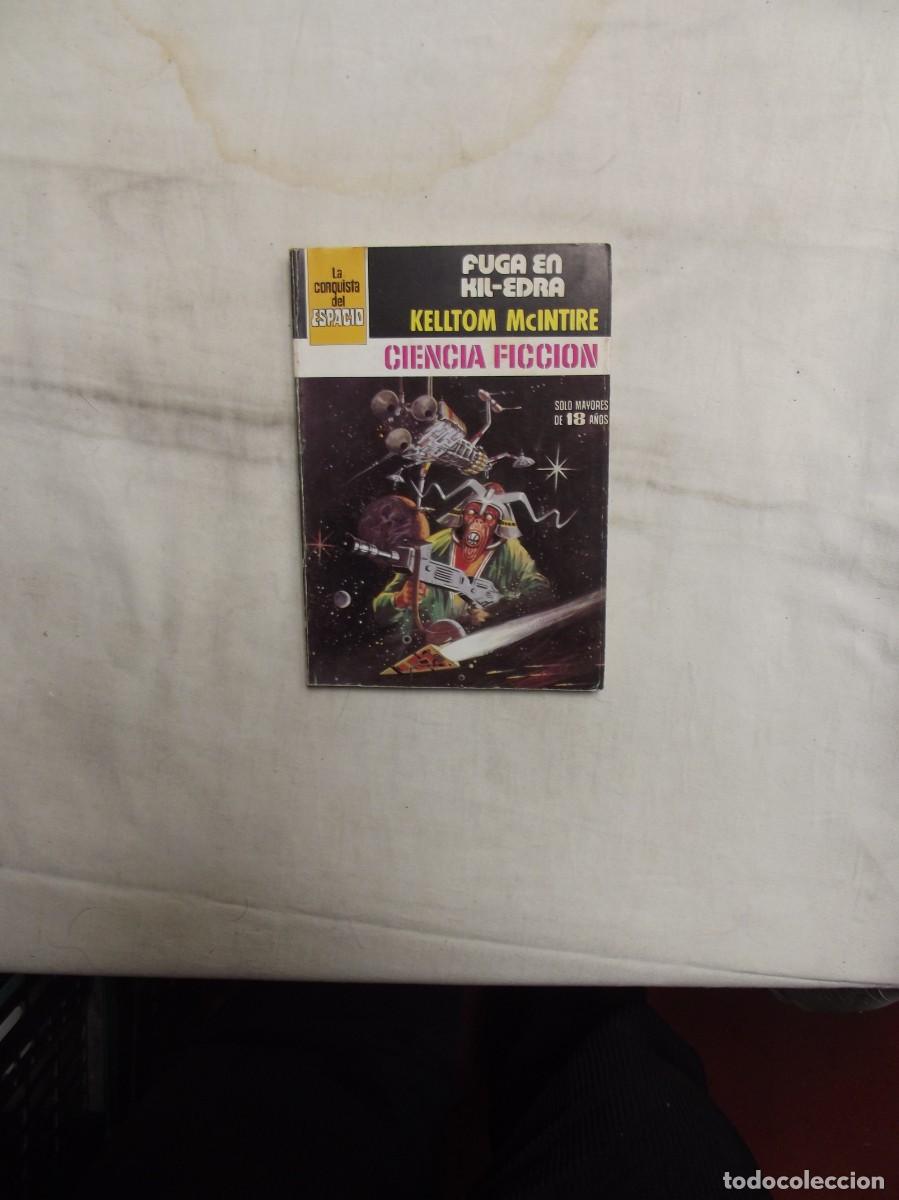 La
conquista
del
ESPACIO
FUGA EN
KIL-EDRA
KELLTOM McINTIRE
CIENCIA FICCION
SOLO MAYORES
DE 18 AÑOS
todocoleccion